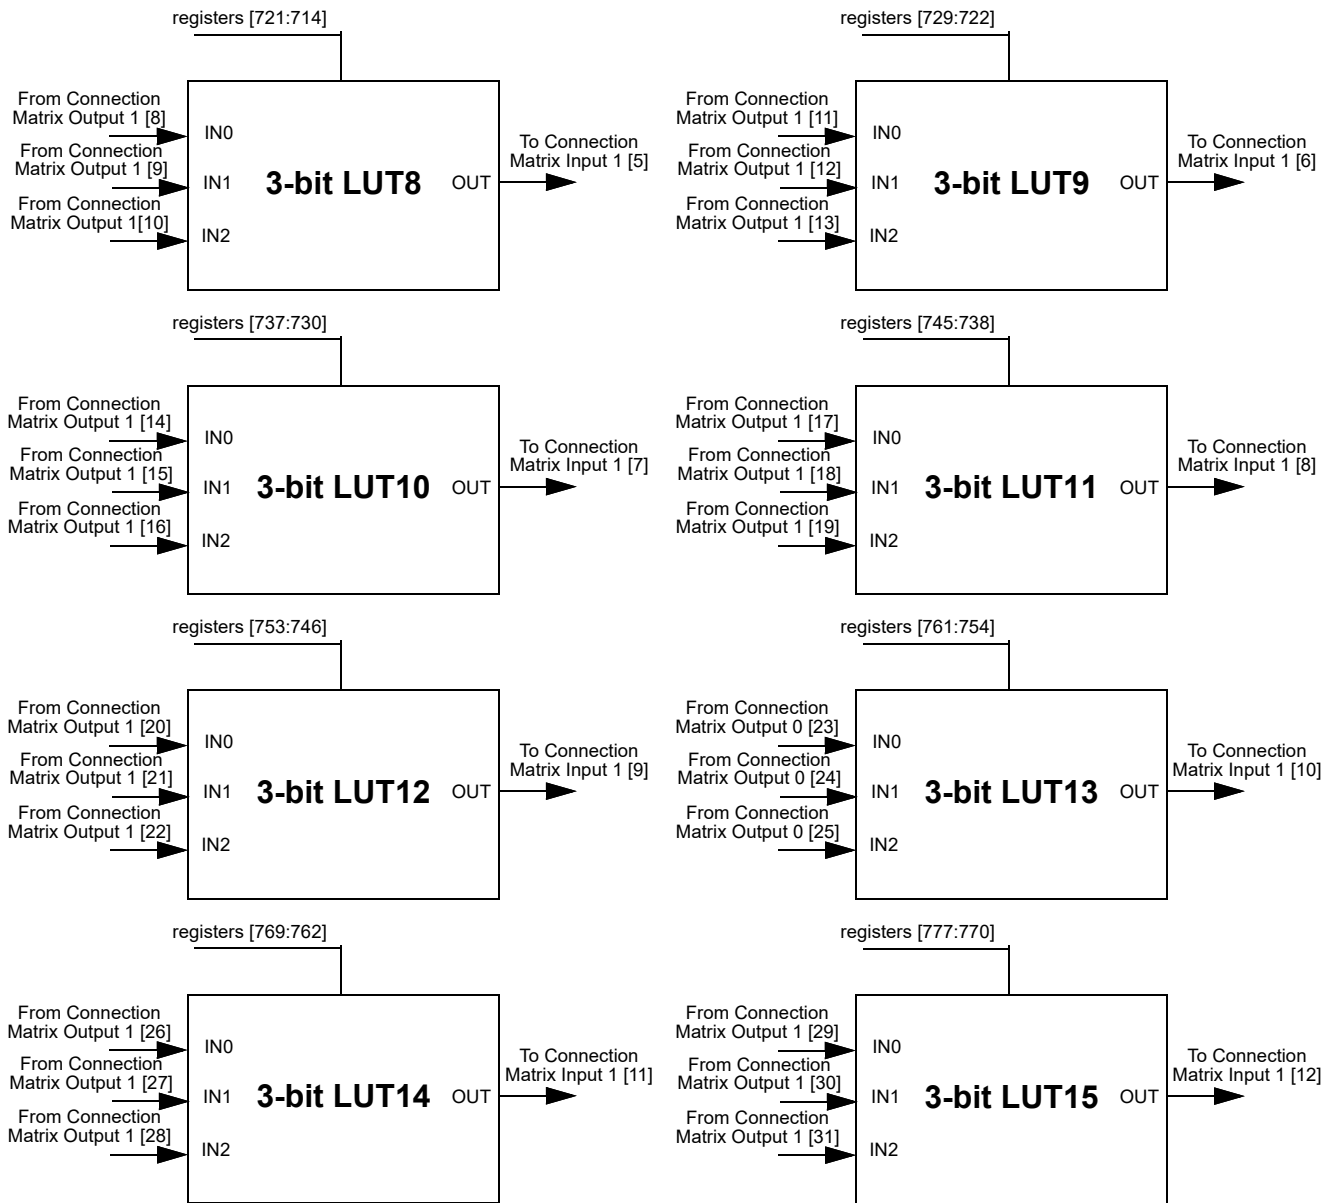 registers [721:714]
From Connection
Matrix Output 1 [8]
IN0
From Connection
Matrix Output 1 [9]
IN1
From Connection
Matrix Output 1[10]
IN2
3-bit LUT8
OUT
To Connection
Matrix Input 1 [5]
registers [729:722]
From Connection
Matrix Output 1 [11]
IN0
From Connection
Matrix Output 1 [12]
IN1
From Connection
Matrix Output 1 [13]
IN2
3-bit LUT9
OUT
To Connection
Matrix Input 1 [6]
registers [737:730]
From Connection
Matrix Output 1 [14]
IN0
From Connection
Matrix Output 1 [15]
IN1
From Connection
Matrix Output 1 [16]
IN2
3-bit LUT10
OUT
To Connection
Matrix Input 1 [7]
registers [745:738]
From Connection
Matrix Output 1 [17]
IN0
From Connection
Matrix Output 1 [18]
IN1
From Connection
Matrix Output 1 [19]
IN2
3-bit LUT11
OUT
To Connection
Matrix Input 1 [8]
registers [753:746]
From Connection
Matrix Output 1 [20]
IN0
From Connection
Matrix Output 1 [21]
IN1
From Connection
Matrix Output 1 [22]
IN2
3-bit LUT12
OUT
To Connection
Matrix Input 1 [9]
registers [761:754]
From Connection
Matrix Output 0 [23]
IN0
From Connection
Matrix Output 0 [24]
IN1
From Connection
Matrix Output 0 [25]
IN2
3-bit LUT13
OUT
To Connection
Matrix Input 1 [10]
registers [769:762]
From Connection
Matrix Output 1 [26]
IN0
From Connection
Matrix Output 1 [27]
IN1
From Connection
Matrix Output 1 [28]
IN2
3-bit LUT14
OUT
To Connection
Matrix Input 1 [11]
registers [777:770]
From Connection
Matrix Output 1 [29]
IN0
From Connection
Matrix Output 1 [30]
IN1
From Connection
Matrix Output 1 [31]
IN2
3-bit LUT15
OUT
To Connection
Matrix Input 1 [12]